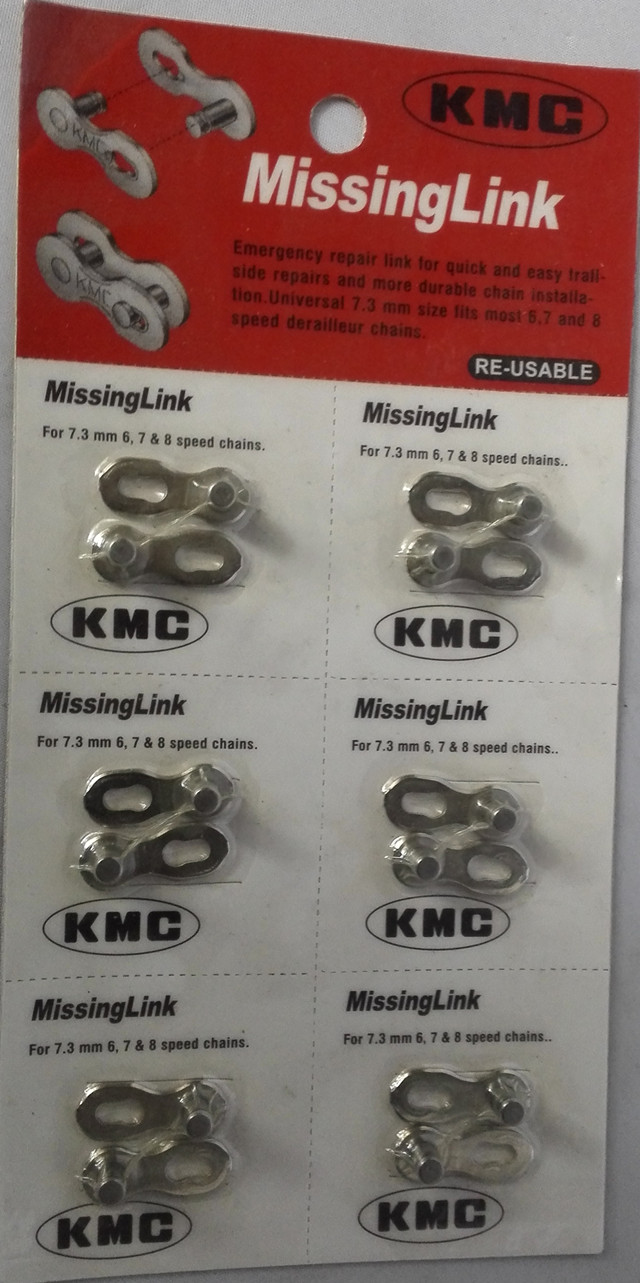 KMC
MissingLink
Emergency repair link for quick and easy trail-
side repairs and more durable chain installa-
tion.Universal 7.3 mm size fits most 6,7 and 8
speed derailleur chains.
RE-USABLE
KMC
KMC
MissingLink
For 7.3 mm 6, 7 & 8 speed chains.
KMC
MissingLink
For 7.3 mm 6, 7 & 8 speed chains..
KMC
MissingLink
For 7.3 mm 6, 7 & 8 speed chains.
KMC
MissingLink
For 7.3 mm 6, 7 & 8 speed chains..
KMC
MissingLink
For 7.3 mm 6, 7 & 8 speed chains.
KMC
MissingLink
For 7.3 mm 6, 7 & 8 speed chains..
KMC